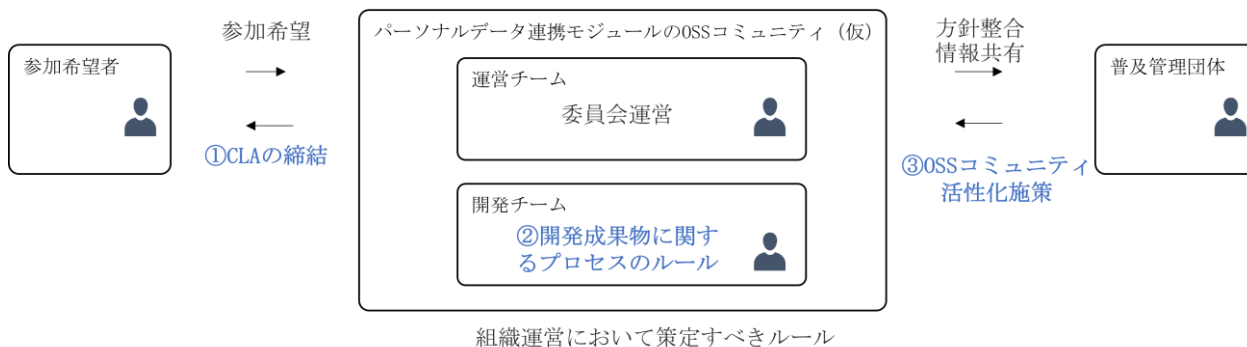 参加希望者
参加希望
①CLAの締結
パーソナルデータ連携モジュールのOSSコミュニティ（仮）
運営チーム
委員会運営
開発チーム
②開発成果物に関す
るプロセスのルール
方針整合
情報共有
③OSSコミュニティ
活性化施策
普及管理団体
組織運営において策定すべきルール